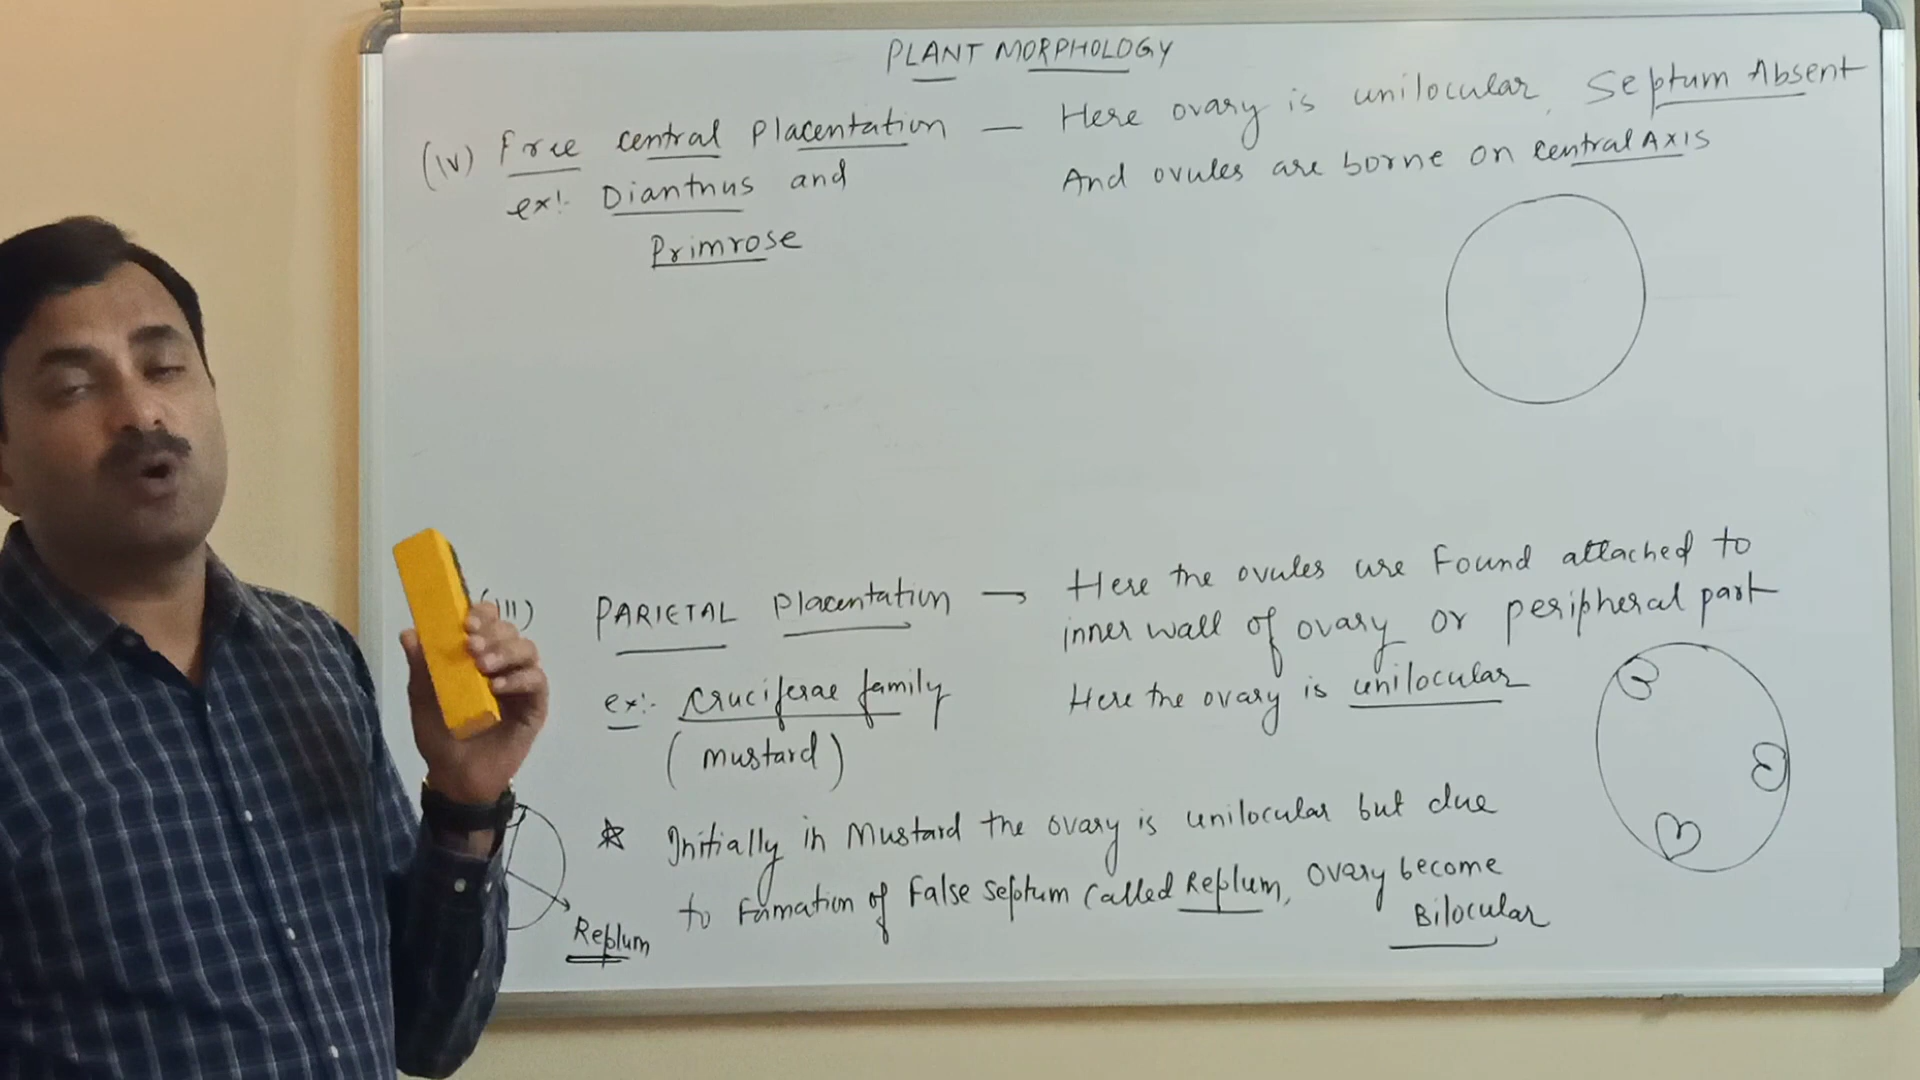 PLANT MORPHOLOGY
(iv) Free central Placentation — Here ovary is unilocular, Septum Absent
And ovules are borne on central Axis
ex:- Dianthus and
Primrose
(iii) PARIETAL Placentation → Here the ovules are Found attached to
inner wall of ovary or peripheral part
ex:- Cruciferae family
(mustard)
Here the ovary is unilocular
☆ Initially in Mustard the ovary is unilocular but due
to Formation of False septum called Replum, Ovary become
Bilocular
Replum